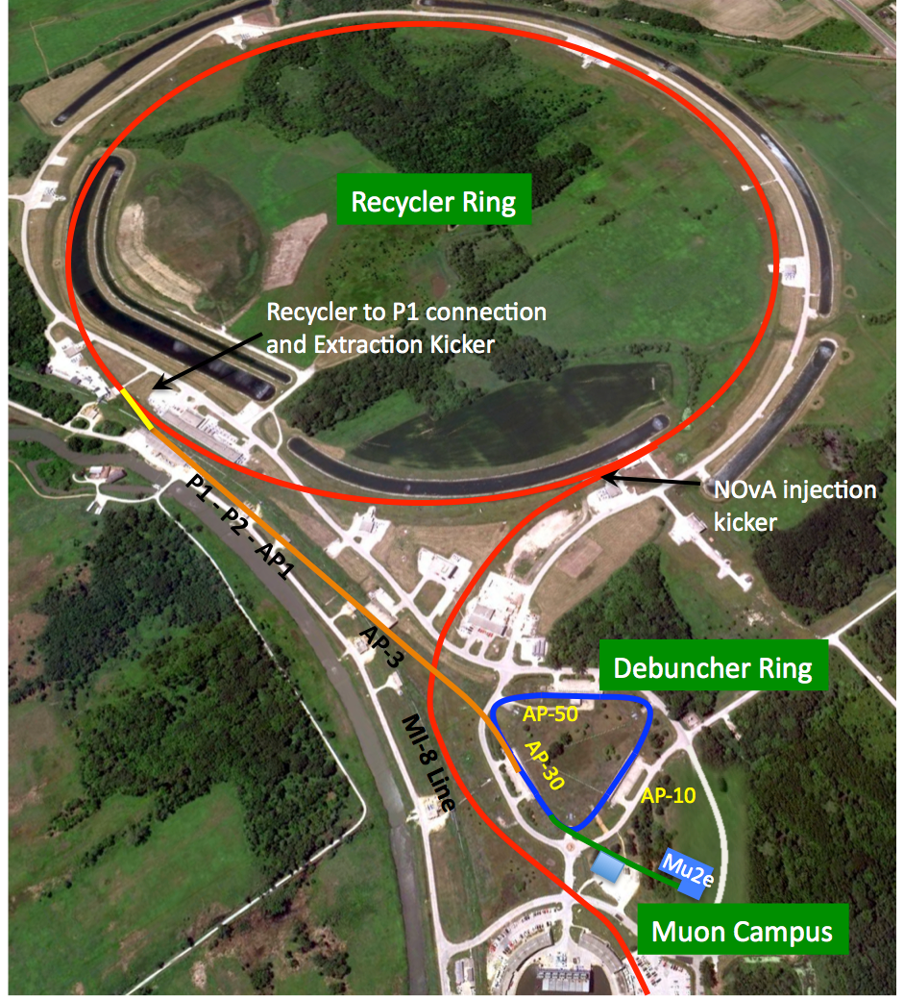 Recycler Ring
Recycler to P1 connection
and Extraction Kicker
NOvA injection
kicker
P1 - P2 - AP1
AP-3
Debuncher Ring
AP-50
AP-30
MI-8 Line
AP-10
Mu2e
Muon Campus